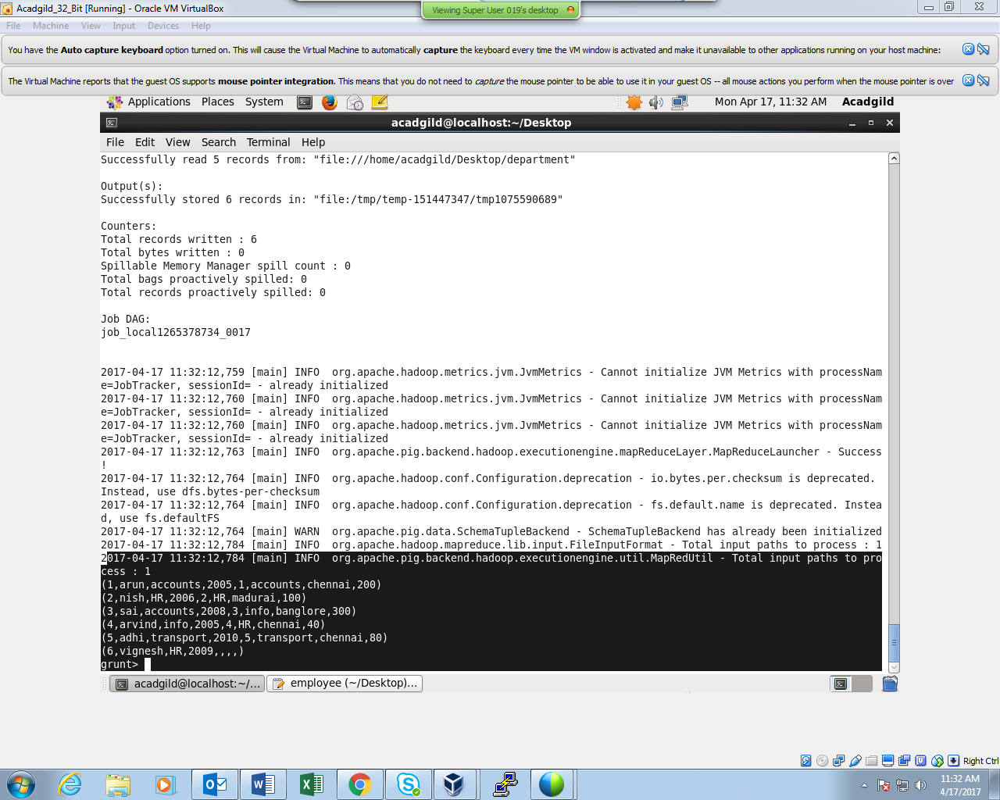 Acadgild_32_Bit [Running] - Oracle VM VirtualBox
Viewing Super User 019's desktop
File Machine View Input Devices Help
You have the Auto capture keyboard option turned on. This will cause the Virtual Machine to automatically capture the keyboard every time the VM window is activated and make it unavailable to other applications running on your host machine:
The Virtual Machine reports that the guest OS supports mouse pointer integration. This means that you do not need to capture the mouse pointer to be able to use it in your guest OS -- all mouse actions you perform when the mouse pointer is over
Applications Places System Mon Apr 17, 11:32 AM Acadgild
acadgild@localhost:~/Desktop
File Edit View Search Terminal Help
Successfully read 5 records from: "file:///home/acadgild/Desktop/department"
Output(s):
Successfully stored 6 records in: "file:/tmp/temp-151447347/tmp1075590689"
Counters:
Total records written : 6
Total bytes written : 0
Spillable Memory Manager spill count : 0
Total bags proactively spilled: 0
Total records proactively spilled: 0
Job DAG:
job_local1265378734_0017
2017-04-17 11:32:12,759 [main] INFO  org.apache.hadoop.metrics.jvm.JvmMetrics - Cannot initialize JVM Metrics with processNam
e=JobTracker, sessionId= - already initialized
2017-04-17 11:32:12,760 [main] INFO  org.apache.hadoop.metrics.jvm.JvmMetrics - Cannot initialize JVM Metrics with processNam
e=JobTracker, sessionId= - already initialized
2017-04-17 11:32:12,760 [main] INFO  org.apache.hadoop.metrics.jvm.JvmMetrics - Cannot initialize JVM Metrics with processNam
e=JobTracker, sessionId= - already initialized
2017-04-17 11:32:12,763 [main] INFO  org.apache.pig.backend.hadoop.executionengine.mapReduceLayer.MapReduceLauncher - Success
!
2017-04-17 11:32:12,764 [main] INFO  org.apache.hadoop.conf.Configuration.deprecation - io.bytes.per.checksum is deprecated.
Instead, use dfs.bytes-per-checksum
2017-04-17 11:32:12,764 [main] INFO  org.apache.hadoop.conf.Configuration.deprecation - fs.default.name is deprecated. Instea
d, use fs.defaultFS
2017-04-17 11:32:12,764 [main] WARN  org.apache.pig.data.SchemaTupleBackend - SchemaTupleBackend has already been initialized
2017-04-17 11:32:12,784 [main] INFO  org.apache.hadoop.mapreduce.lib.input.FileInputFormat - Total input paths to process : 1
2017-04-17 11:32:12,784 [main] INFO  org.apache.pig.backend.hadoop.executionengine.util.MapRedUtil - Total input paths to pro
cess : 1
(1,arun,accounts,2005,1,accounts,chennai,200)
(2,nish,HR,2006,2,HR,madurai,100)
(3,sai,accounts,2008,3,info,banglore,300)
(4,arvind,info,2005,4,HR,chennai,40)
(5,adhi,transport,2010,5,transport,chennai,80)
(6,vignesh,HR,2009,,,,)
grunt>
acadgild@localhost:~/... employee (~/Desktop)...
Right Ctrl
11:32 AM
4/17/2017